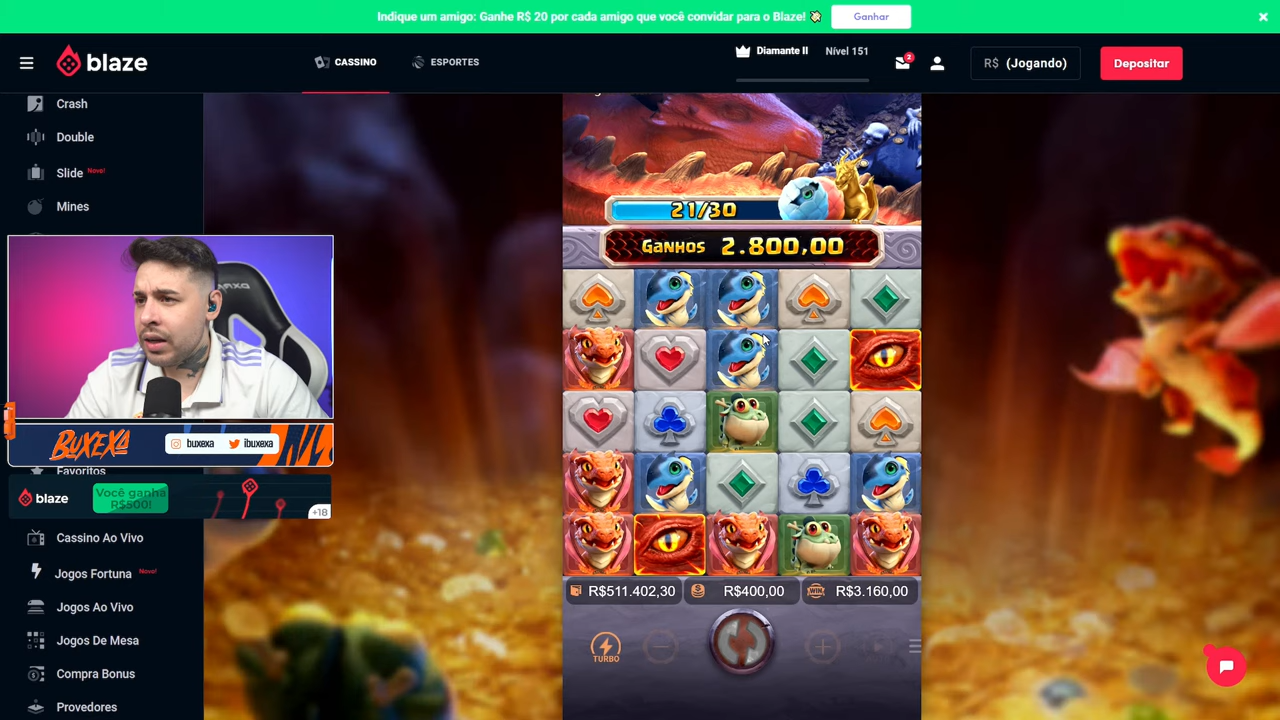 Indique um amigo: Ganhe R$ 20 por cada amigo que você convidar para o Blaze!
Ganhar
blaze
CASSINO
ESPORTES
Diamante II
Nível 151
2
R$ (Jogando)
Depositar
Crash
Double
Slide Novo!
Mines
21/30
GANHOS 2.800,00
BUXEXA
buxexa
ibuxexa
Favoritos
blaze
Você ganha
R$500!
+18
Cassino Ao Vivo
Jogos Fortuna Novo!
Jogos Ao Vivo
Jogos De Mesa
Compra Bonus
Provedores
R$511.402,30
R$400,00
WIN
R$3.160,00
TURBO